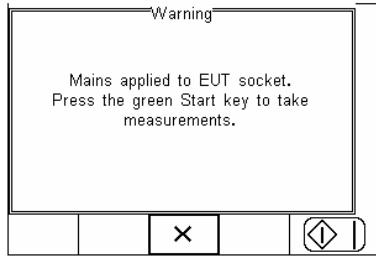 Warning
Mains applied to EUT socket.
Press the green Start key to take
measurements.